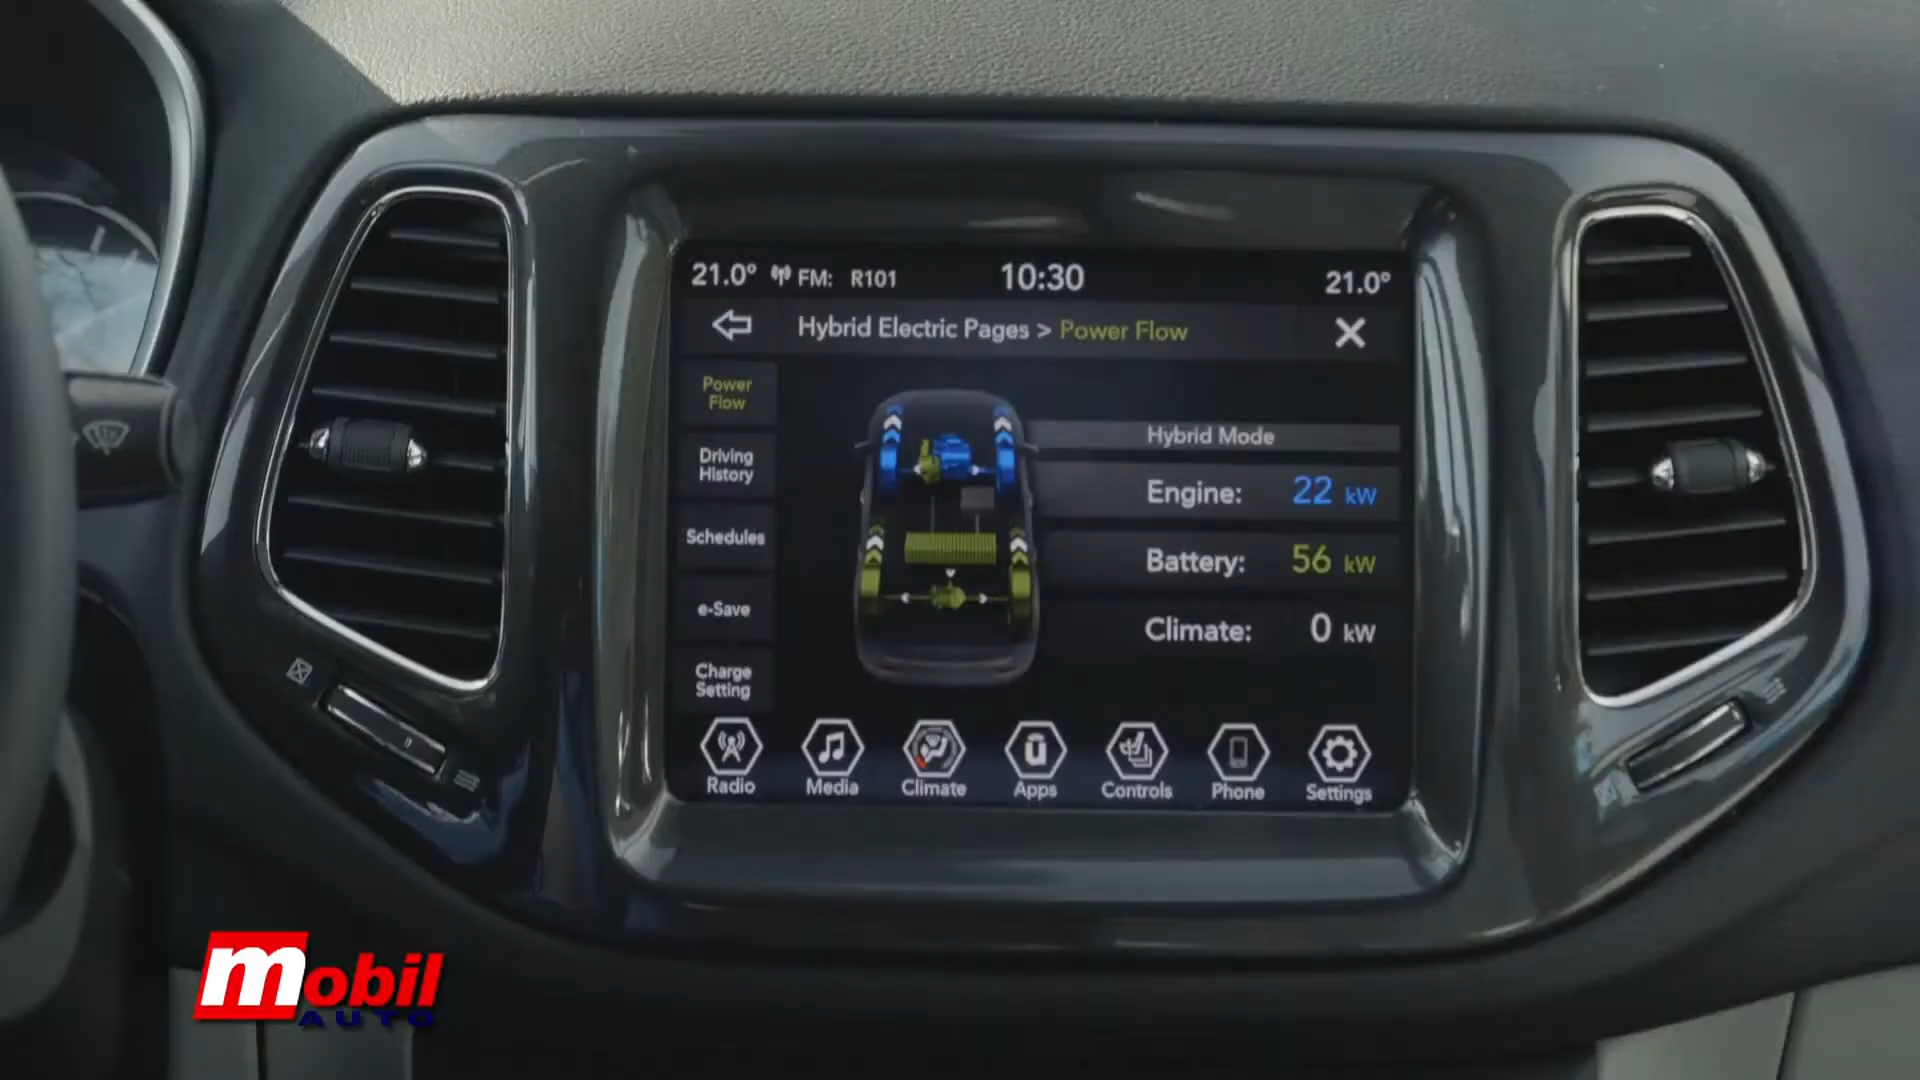 21.0° FM: R101 10:30 21.0°
Hybrid Electric Pages > Power Flow
Power
Flow
Driving
History
Schedules
e-Save
Charge
Setting
Hybrid Mode
Engine: 22 kW
Battery: 56 kW
Climate: 0 kW
Radio Media Climate Apps Controls Phone Settings
mobil
AUTO